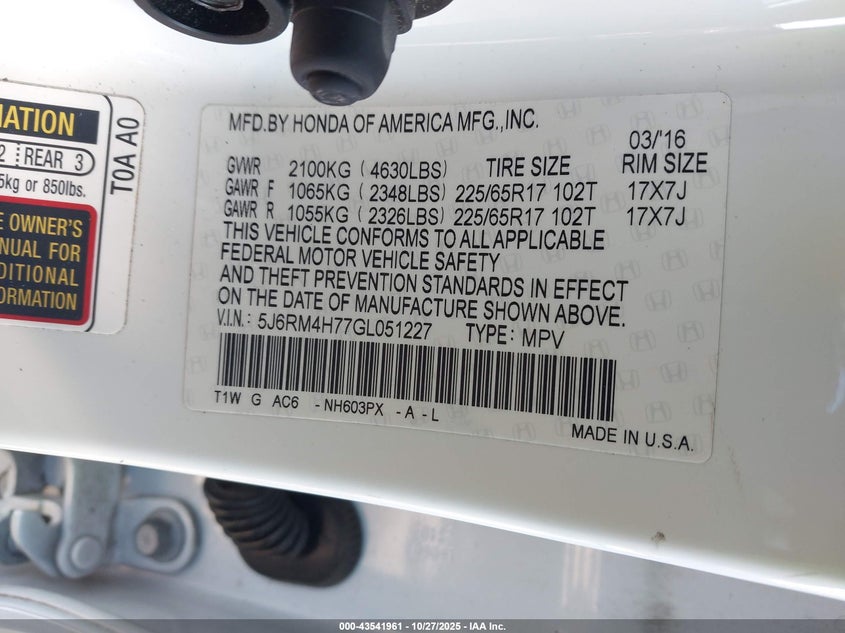 MATION
2 REAR 3
5kg or 850lbs.
E OWNER'S
NUAL FOR
DITIONAL
ORMATION
T0A A0
MFD.BY HONDA OF AMERICA MFG.,INC.
03/'16
GVWR 2100KG (4630LBS) TIRE SIZE RIM SIZE
GAWR F 1065KG (2348LBS) 225/65R17 102T 17X7J
GAWR R 1055KG (2326LBS) 225/65R17 102T 17X7J
THIS VEHICLE CONFORMS TO ALL APPLICABLE
FEDERAL MOTOR VEHICLE SAFETY
AND THEFT PREVENTION STANDARDS IN EFFECT
ON THE DATE OF MANUFACTURE SHOWN ABOVE.
V.I.N.: 5J6RM4H77GL051227 TYPE: MPV
T1W G AC6 -NH603PX -A-L
MADE IN U.S.A.
000-43541961 | 10/27/2025 - IAA Inc.